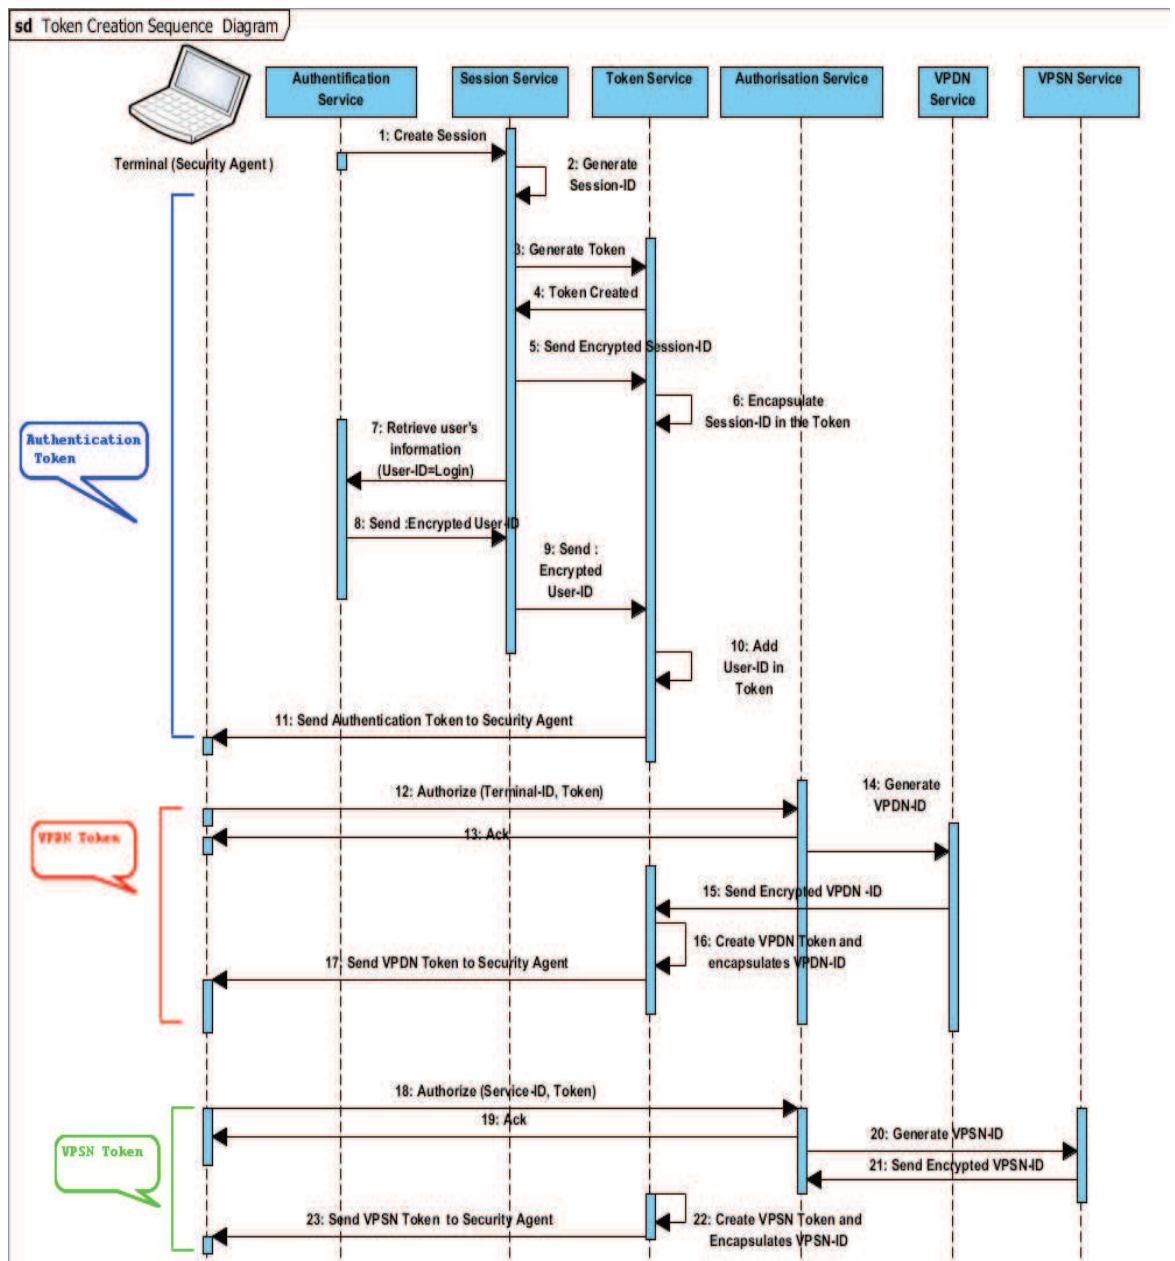 sd Token Creation Sequence Diagram
Authentification
Service
Session Service
Token Service
Authorisation Service
VPDN
Service
VPSN Service
Terminal (Security Agent )
1: Create Session
2: Generate
Session-ID
3: Generate Token
4: Token Created
5: Send Encrypted Session-ID
6: Encapsulate
Session-ID in the Token
Authentication
Token
7: Retrieve user's
information
(User-ID=Login)
8: Send :Encrypted User-ID
9: Send :
Encrypted
User-ID
10: Add
User-ID in
Token
11: Send Authentication Token to Security Agent
12: Authorize (Terminal-ID, Token)
14: Generate
VPDN-ID
VPDN Token
13: Ack
15: Send Encrypted VPDN -ID
16: Create VPDN Token and
encapsulates VPDN-ID
17: Send VPDN Token to Security Agent
18: Authorize (Service-ID, Token)
19: Ack
20: Generate VPSN-ID
VPSN Token
21: Send Encrypted VPSN-ID
23: Send VPSN Token to Security Agent
22: Create VPSN Token and
Encapsulates VPSN-ID